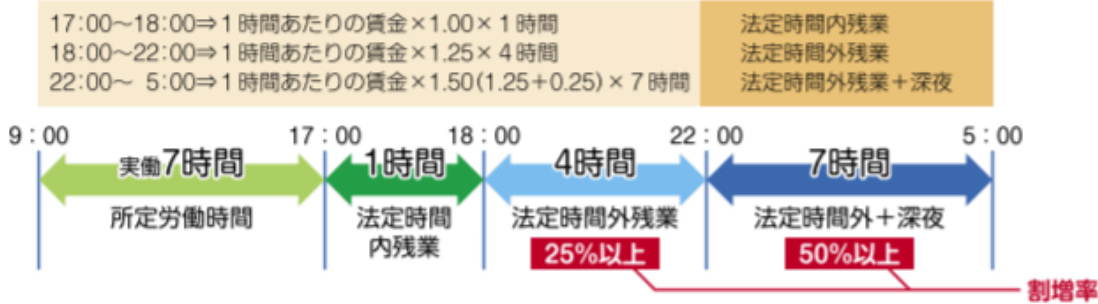 17:00〜18:00⇒1時間あたりの賃金×1.00×1時間 法定時間内残業
18:00〜22:00⇒1時間あたりの賃金×1.25×4時間 法定時間外残業
22:00〜 5:00⇒1時間あたりの賃金×1.50(1.25+0.25)×7時間 法定時間外残業+深夜
9:00 17:00 18:00 22:00 5:00
実働7時間 1時間 4時間 7時間
所定労働時間 法定時間 法定時間外残業 法定時間外+深夜
内残業 25%以上 50%以上
割増率